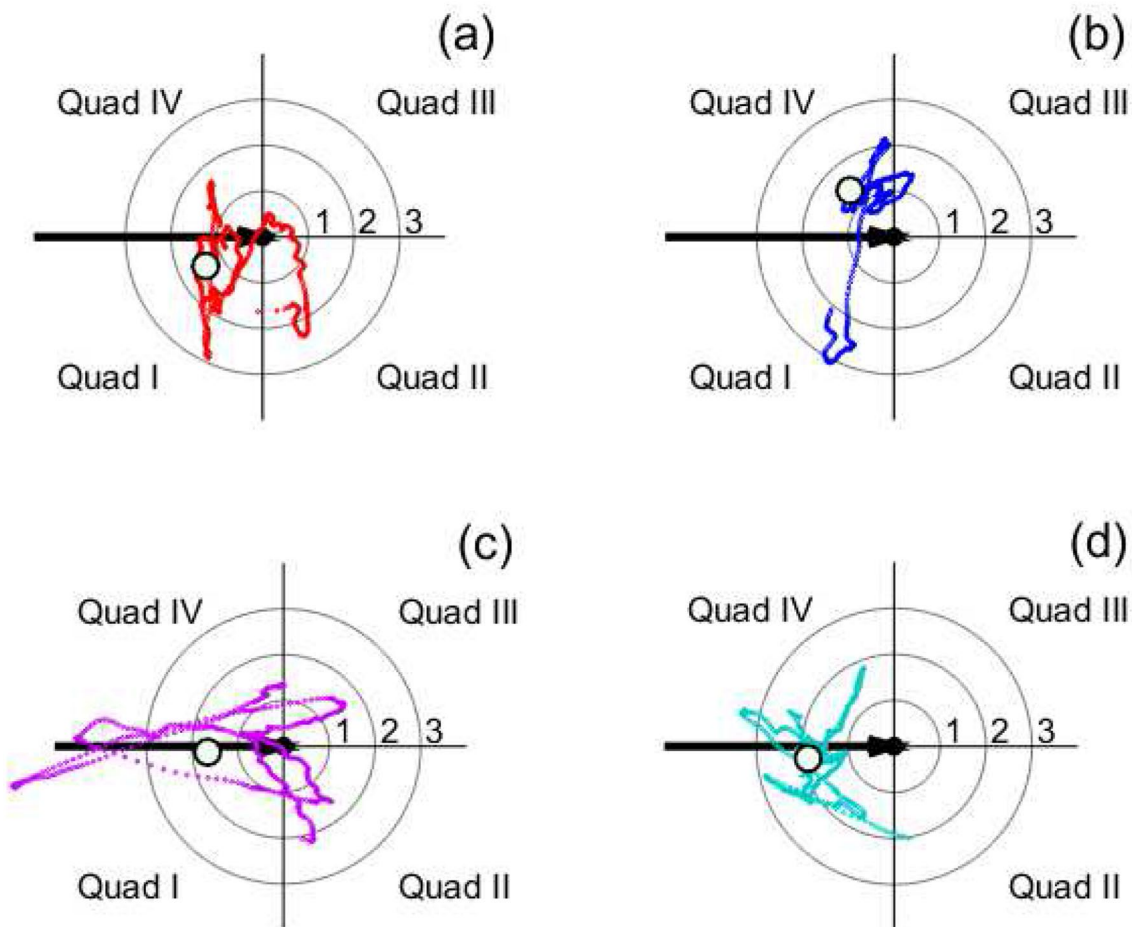 (a) (b)
Quad IV Quad III Quad IV Quad III
1 2 3 1 2 3
Quad I Quad II Quad I Quad II
(c) (d)
Quad IV Quad III Quad IV Quad III
1 2 3 1 2 3
Quad I Quad II Quad II